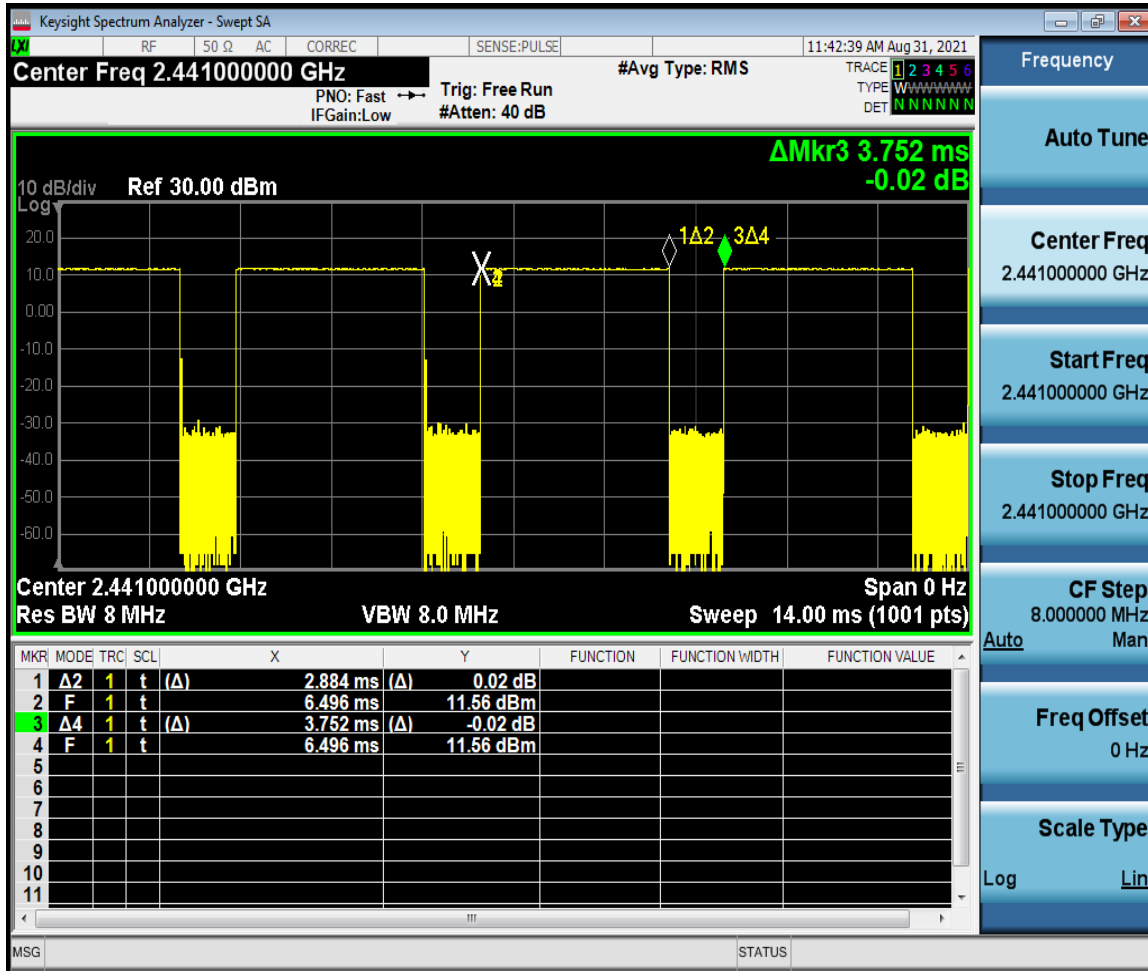 Keysight Spectrum Analyzer - Swept SA
LXI RF 50 Ω AC CORREC SENSE:PULSE 11:42:39 AM Aug 31, 2021
Center Freq 2.441000000 GHz
PNO: Fast
IFGain:Low
Trig: Free Run
#Atten: 40 dB
#Avg Type: RMS
TRACE 1 2 3 4 5 6
TYPE WWWWWW
DET N N N N N N
ΔMkr3 3.752 ms
-0.02 dB
10 dB/div Ref 30.00 dBm
Log
20.0
10.0
0.00
-10.0
-20.0
-30.0
-40.0
-50.0
-60.0
1Δ2 3Δ4
Center 2.441000000 GHz Span 0 Hz
Res BW 8 MHz VBW 8.0 MHz Sweep 14.00 ms (1001 pts)
MKR MODE TRC SCL X Y FUNCTION FUNCTION WIDTH FUNCTION VALUE
1 Δ2 1 t (Δ) 2.884 ms (Δ) 0.02 dB
2 F 1 t 6.496 ms 11.56 dBm
3 Δ4 1 t (Δ) 3.752 ms (Δ) -0.02 dB
4 F 1 t 6.496 ms 11.56 dBm
5
6
7
8
9
10
11
MSG STATUS
Frequency
Auto Tune
Center Freq
2.441000000 GHz
Start Freq
2.441000000 GHz
Stop Freq
2.441000000 GHz
CF Step
8.000000 MHz
Auto Man
Freq Offset
0 Hz
Scale Type
Log Lin